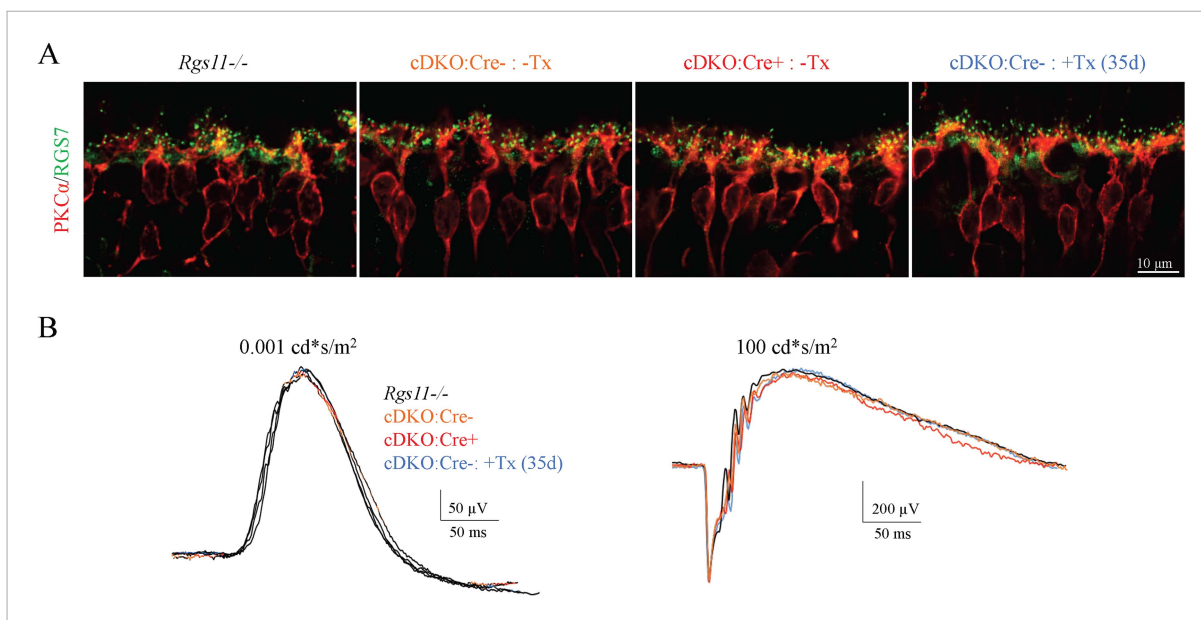 A
Rgs11-/-
cDKO:Cre- : -Tx
cDKO:Cre+ : -Tx
cDKO:Cre- : +Tx (35d)
PKCα/RGS7
10 μm
B
0.001 cd*s/m²
100 cd*s/m²
Rgs11-/-
cDKO:Cre-
cDKO:Cre+
cDKO:Cre-: +Tx (35d)
50 μV
50 ms
200 μV
50 ms